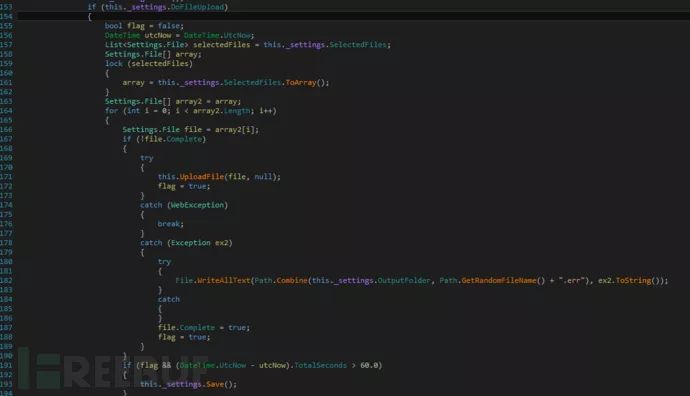 153 if (this._settings.DoFileUpload)
154 {
155 bool flag = false;
156 DateTime utcNow = DateTime.UtcNow;
157 List<Settings.File> selectedFiles = this._settings.SelectedFiles;
158 Settings.File[] array;
159 lock (selectedFiles)
160 {
161 array = this._settings.SelectedFiles.ToArray();
162 }
163 Settings.File[] array2 = array;
164 for (int i = 0; i < array2.Length; i++)
165 {
166 Settings.File file = array2[i];
167 if (!file.Complete)
168 {
169 try
170 {
171 this.UploadFile(file, null);
172 flag = true;
173 }
174 catch (WebException)
175 {
176 break;
177 }
178 catch (Exception ex2)
179 {
180 try
181 {
182 File.WriteAllText(Path.Combine(this._settings.OutputFolder, Path.GetRandomFileName() + ".err"), ex2.ToString());
183 }
184 catch
185 {
186 }
187 file.Complete = true;
188 flag = true;
189 }
190 }
191 if (flag && (DateTime.UtcNow - utcNow).TotalSeconds > 60.0)
192 {
193 this._settings.Save();
194 }
FREEBUF